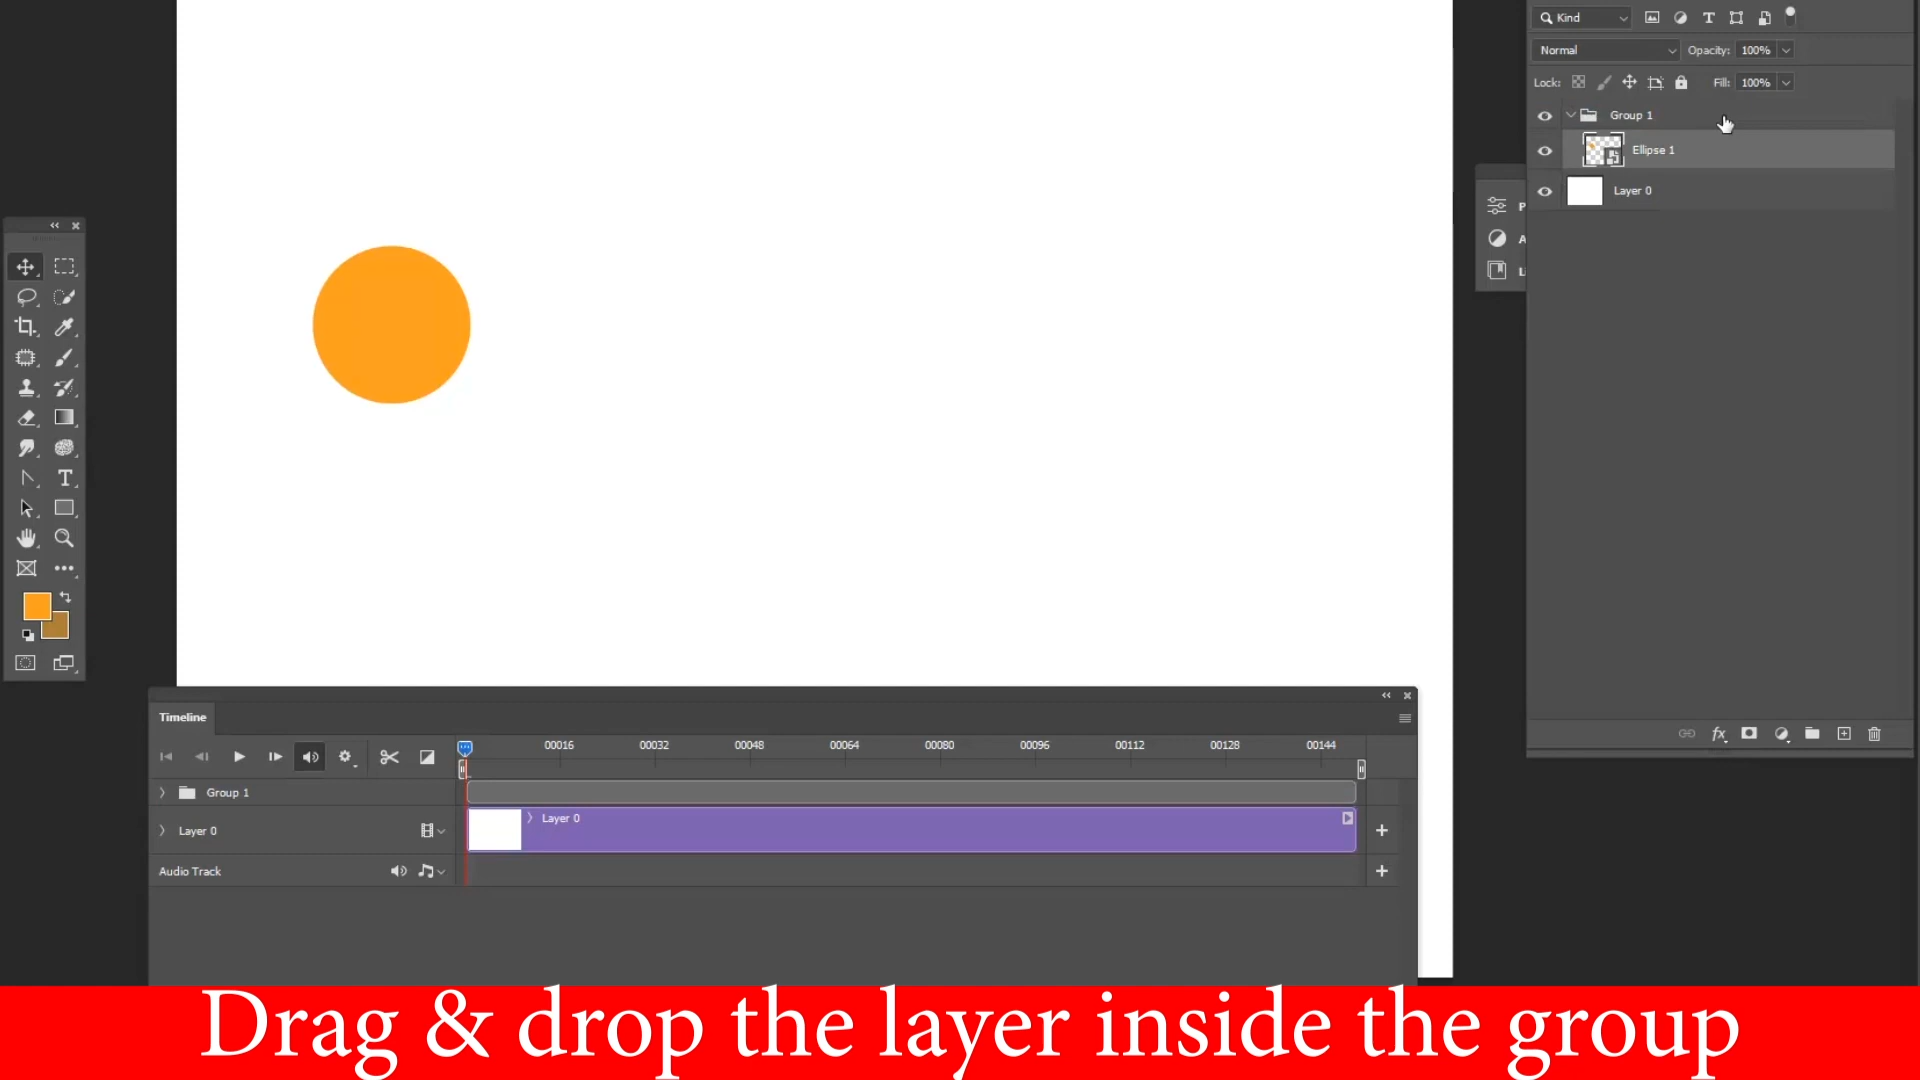 Kind
Normal Opacity: 100%
Lock: Fill: 100%
Group 1
Ellipse 1
Layer 0
P
A
Li
T
T
Timeline
00016 00032 00048 00064 00080 00096 00112 00128 00144
Group 1
Layer 0 Layer 0
Audio Track
fx
Drag & drop the layer inside the group